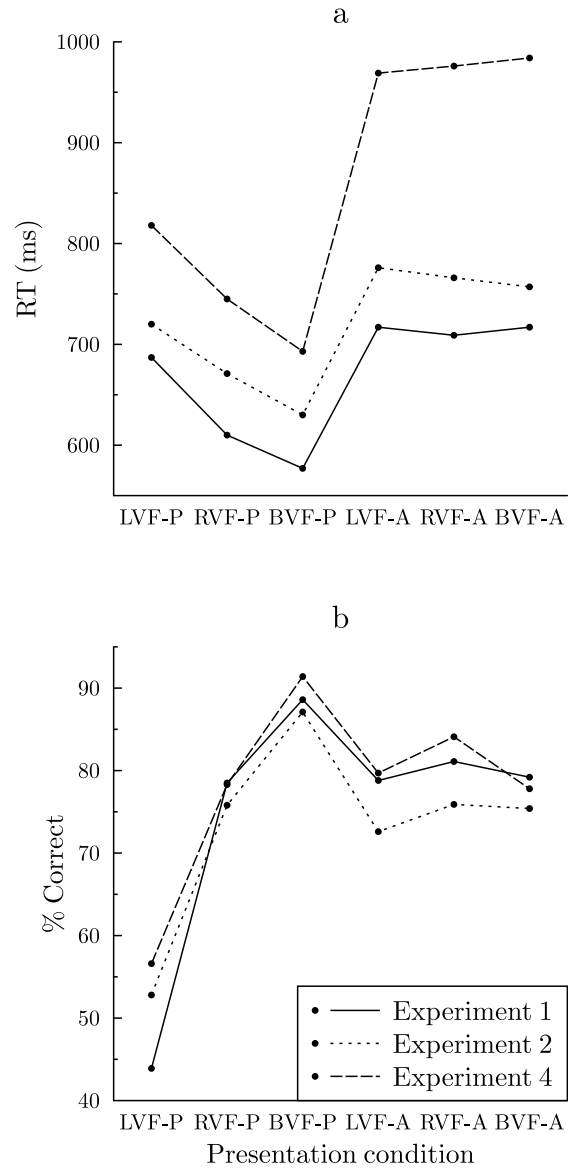 a
1000
900
800
700
600
RT (ms)
LVF-P RVF-P BVF-P LVF-A RVF-A BVF-A
b
90
80
70
60
50
40
% Correct
Experiment 1
Experiment 2
Experiment 4
LVF-P RVF-P BVF-P LVF-A RVF-A BVF-A
Presentation condition